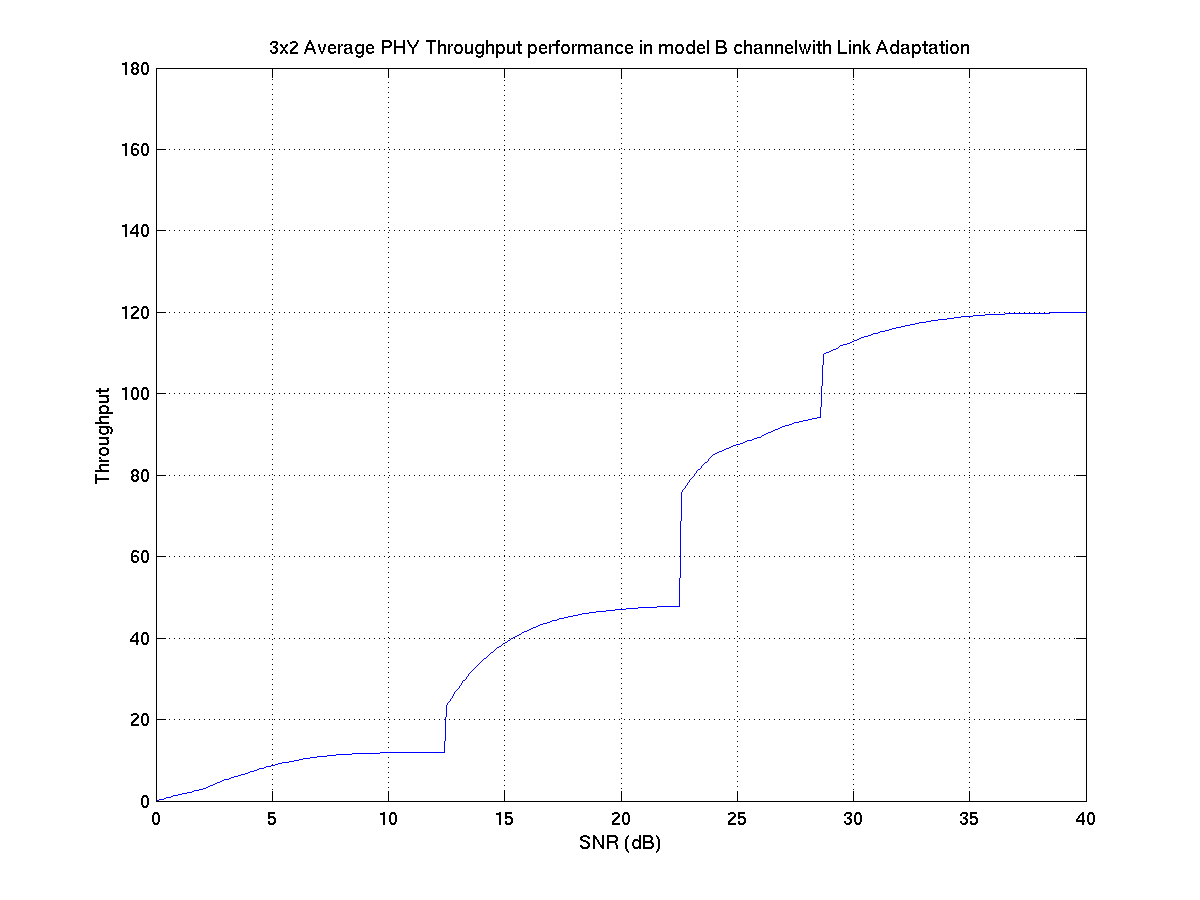 3x2 Average PHY Throughput performance in model B channelwith Link Adaptation
180
160
140
120
100
80
60
40
20
0
Throughput
0 5 10 15 20 25 30 35 40
SNR (dB)